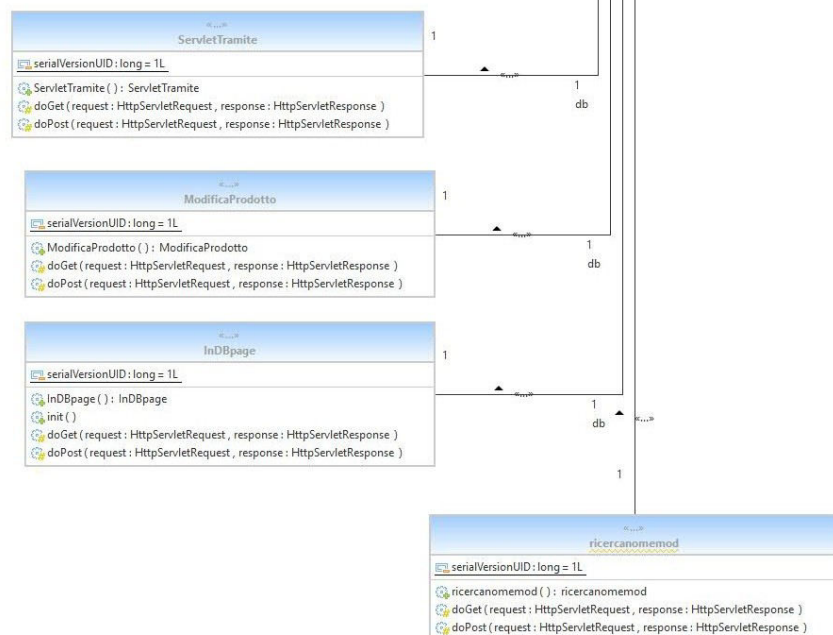 «...»
ServletTramite
serialVersionUID : long = 1L
ServletTramite ( ) : ServletTramite
doGet ( request : HttpServletRequest , response : HttpServletResponse )
doPost ( request : HttpServletRequest , response : HttpServletResponse )
1
«...»
1
db
«...»
ModificaProdotto
serialVersionUID : long = 1L
ModificaProdotto ( ) : ModificaProdotto
doGet ( request : HttpServletRequest , response : HttpServletResponse )
doPost ( request : HttpServletRequest , response : HttpServletResponse )
1
«...»
1
db
«...»
InDBpage
serialVersionUID : long = 1L
InDBpage ( ) : InDBpage
init ( )
doGet ( request : HttpServletRequest , response : HttpServletResponse )
doPost ( request : HttpServletRequest , response : HttpServletResponse )
1
«...»
1
db
«...»
1
«...»
ricercanomemod
serialVersionUID : long = 1L
ricercanomemod ( ) : ricercanomemod
doGet ( request : HttpServletRequest , response : HttpServletResponse )
doPost ( request : HttpServletRequest , response : HttpServletResponse )